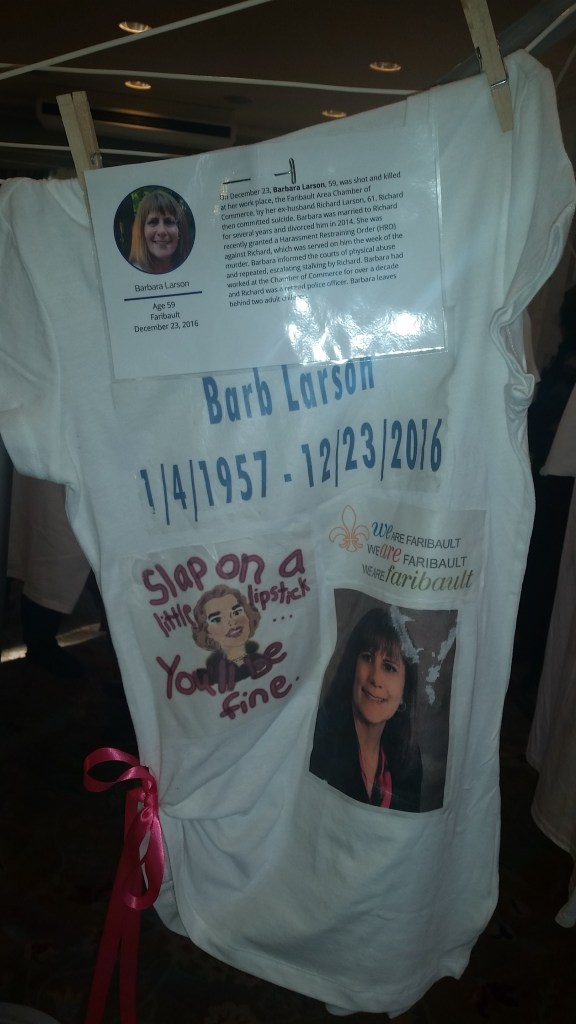 On December 23, Barbara Larson, 59, was shot and killed
at her work place, the Faribault Area Chamber of
Commerce, by her ex-husband Richard Larson, 61. Richard
then committed suicide. Barbara was married to Richard
for several years and divorced him in 2014. She was
recently granted a Harassment Restraining Order (HRO)
against Richard, which was served on him the week of the
murder. Barbara informed the courts of physical abuse
and repeated, escalating stalking by Richard. Barbara had
worked at the Chamber of Commerce for over a decade
and Richard was a retired police officer. Barbara leaves
behind two adult children.
Barbara Larson
Age 59
Faribault
December 23, 2016
Barb Larson
1/4/1957 - 12/23/2016
Slap on a
little lipstick
...
You'll be
fine.
we ARE FARIBAULT
WE are FARIBAULT
WE ARE faribault